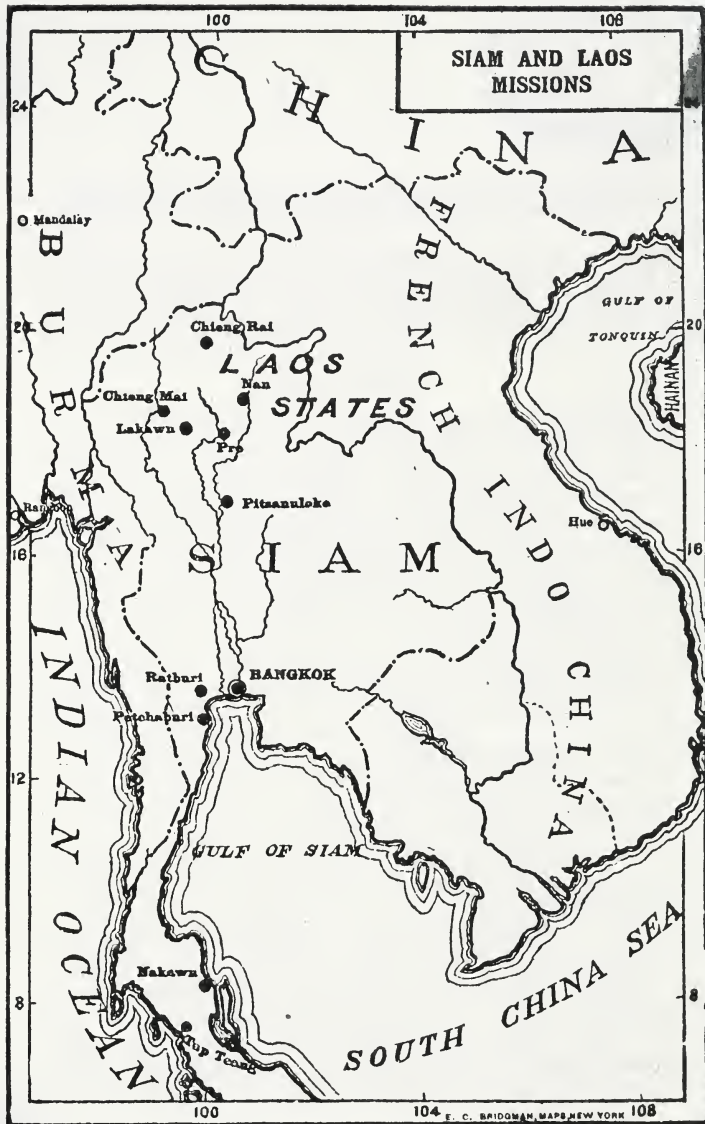 100
104
108
SIAM AND LAOS
MISSIONS
CHINA
24
24
Mandalay
BURMA
FRENCH INDO CHINA
GULF OF
TONQUIN
HAINAN
20
20
Chieng Rai
LAOS
STATES
Nan
Chieng Mai
Lakawn
Pre
Pitsanuloke
Rangoon
Hue
16
16
SIAM
Ratburi
BANGKOK
Petchaburi
12
12
INDIAN OCEAN
GULF OF SIAM
Nakawn
8
8
Tup Teang
SOUTH CHINA SEA
100
104
108
E. C. BRIDGMAN, MAPS, NEW YORK